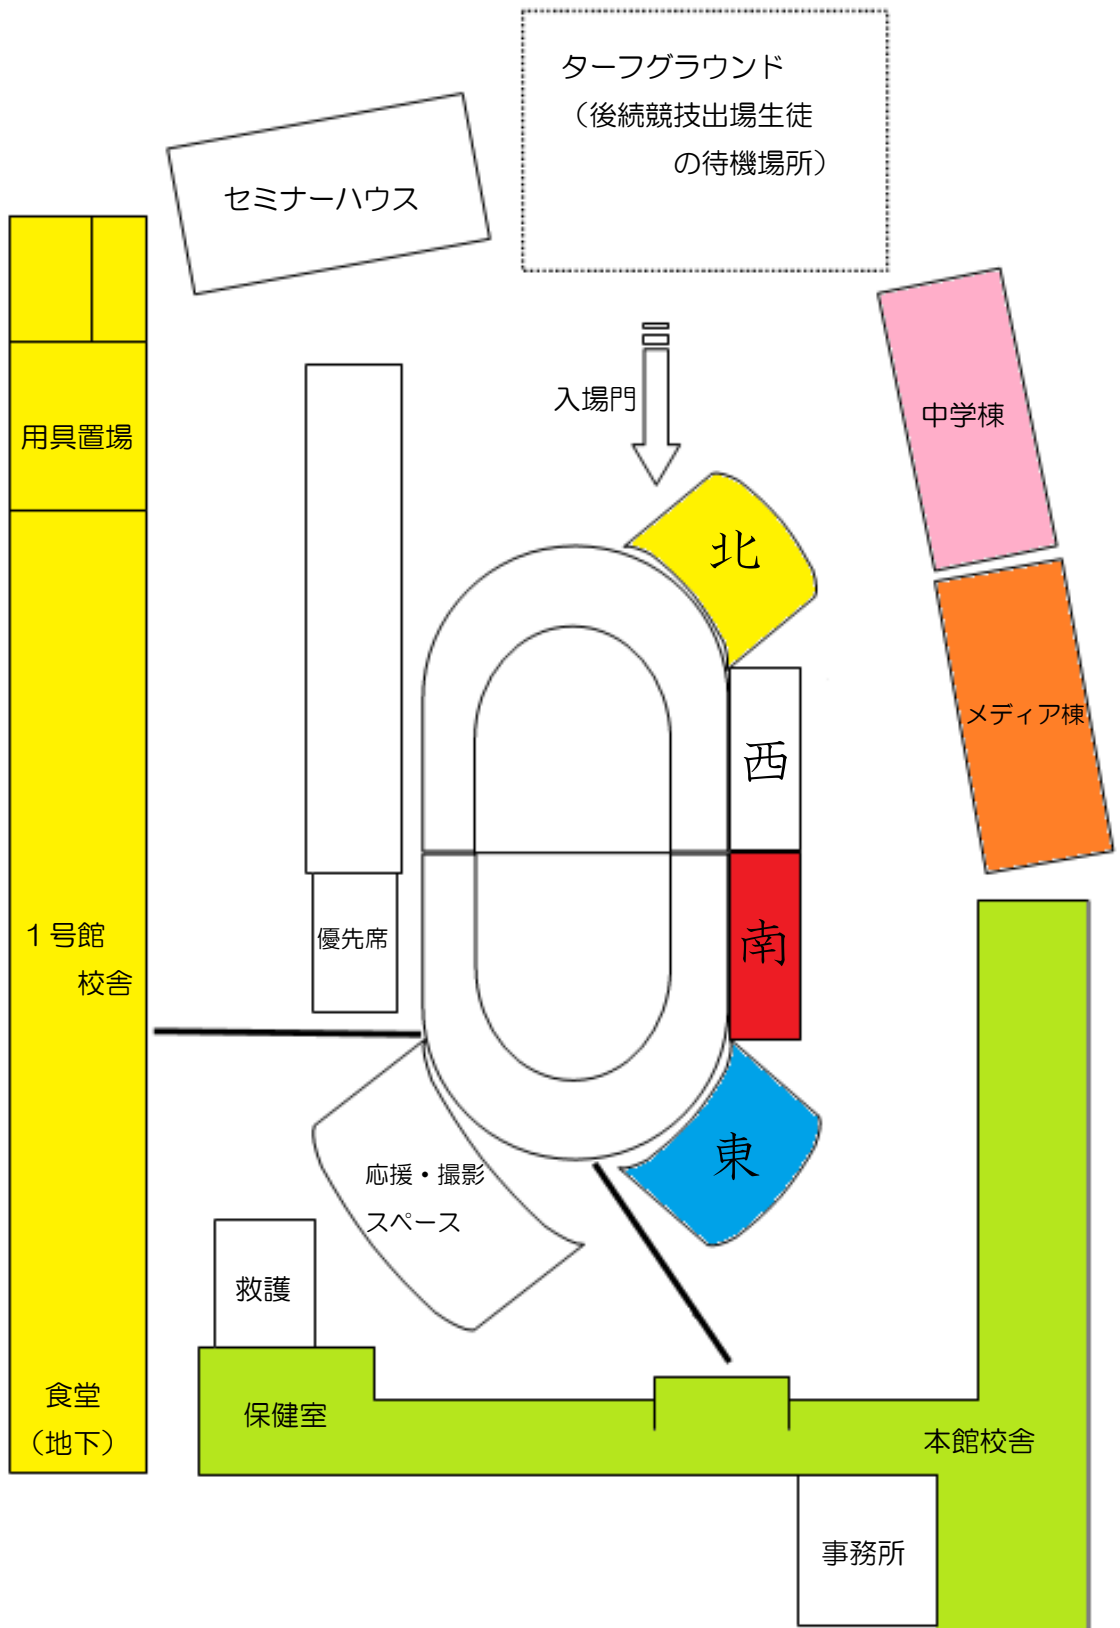 ターフグラウンド
（後続競技出場生徒
の待機場所）
セミナーハウス
入場門
中学棟
用具置場
北
メディア棟
西
１号館
校舎
優先席
南
東
応援・撮影
スペース
救護
食堂
（地下）
保健室
本館校舎
事務所